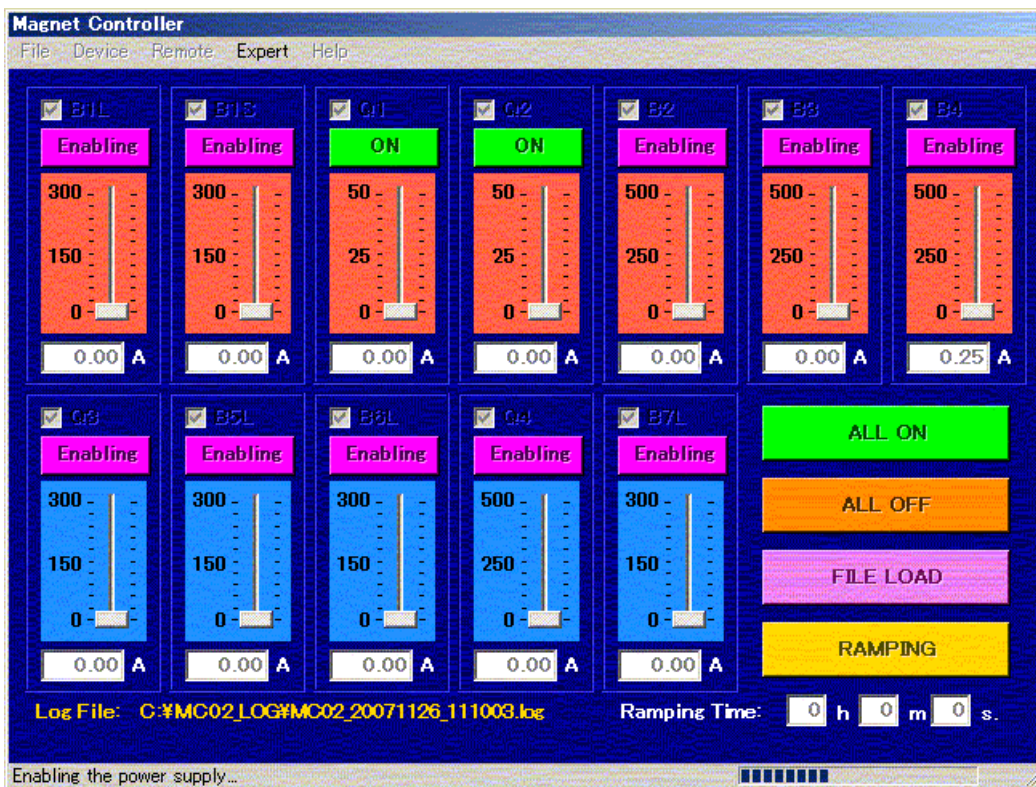 Magnet Controller
File Device Remote Expert Help
B1L B1S Q1 Q2 B2 B3 B4
Enabling Enabling ON ON Enabling Enabling Enabling
300 300 50 50 500 500 500
150 150 25 25 250 250 250
0 0 0 0 0 0 0
0.00 A 0.00 A 0.00 A 0.00 A 0.00 A 0.00 A 0.25 A
Q3 B5L B6L Q4 B7L
Enabling Enabling Enabling Enabling Enabling
300 300 300 500 300
150 150 150 250 150
0 0 0 0 0
0.00 A 0.00 A 0.00 A 0.00 A 0.00 A
ALL ON
ALL OFF
FILE LOAD
RAMPING
Log File: C:¥MC02_LOG¥MC02_20071126_111003.log Ramping Time: 0 h 0 m 0 s.
Enabling the power supply...